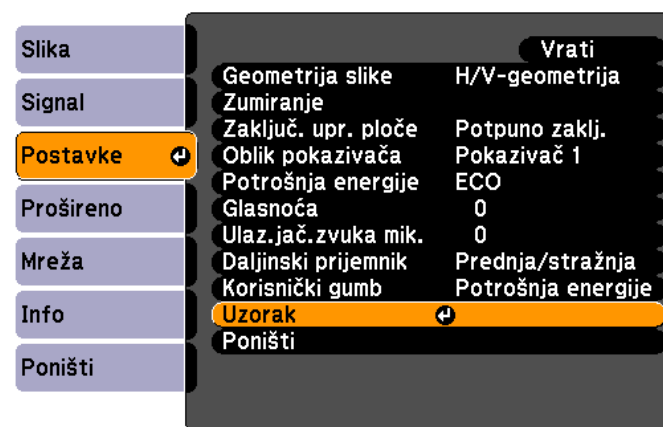 Slika
Signal
Postavke
Prošireno
Mreža
Info
Poništi
Vrati
Geometrija slike H/V-geometrija
Zumiranje
Zaključ. upr. ploče Potpuno zaklj.
Oblik pokazivača Pokazivač 1
Potrošnja energije ECO
Glasnoća 0
Ulaz.jač.zvuka mik. 0
Daljinski prijemnik Prednja/stražnja
Korisnički gumb Potrošnja energije
Uzorak
Poništi